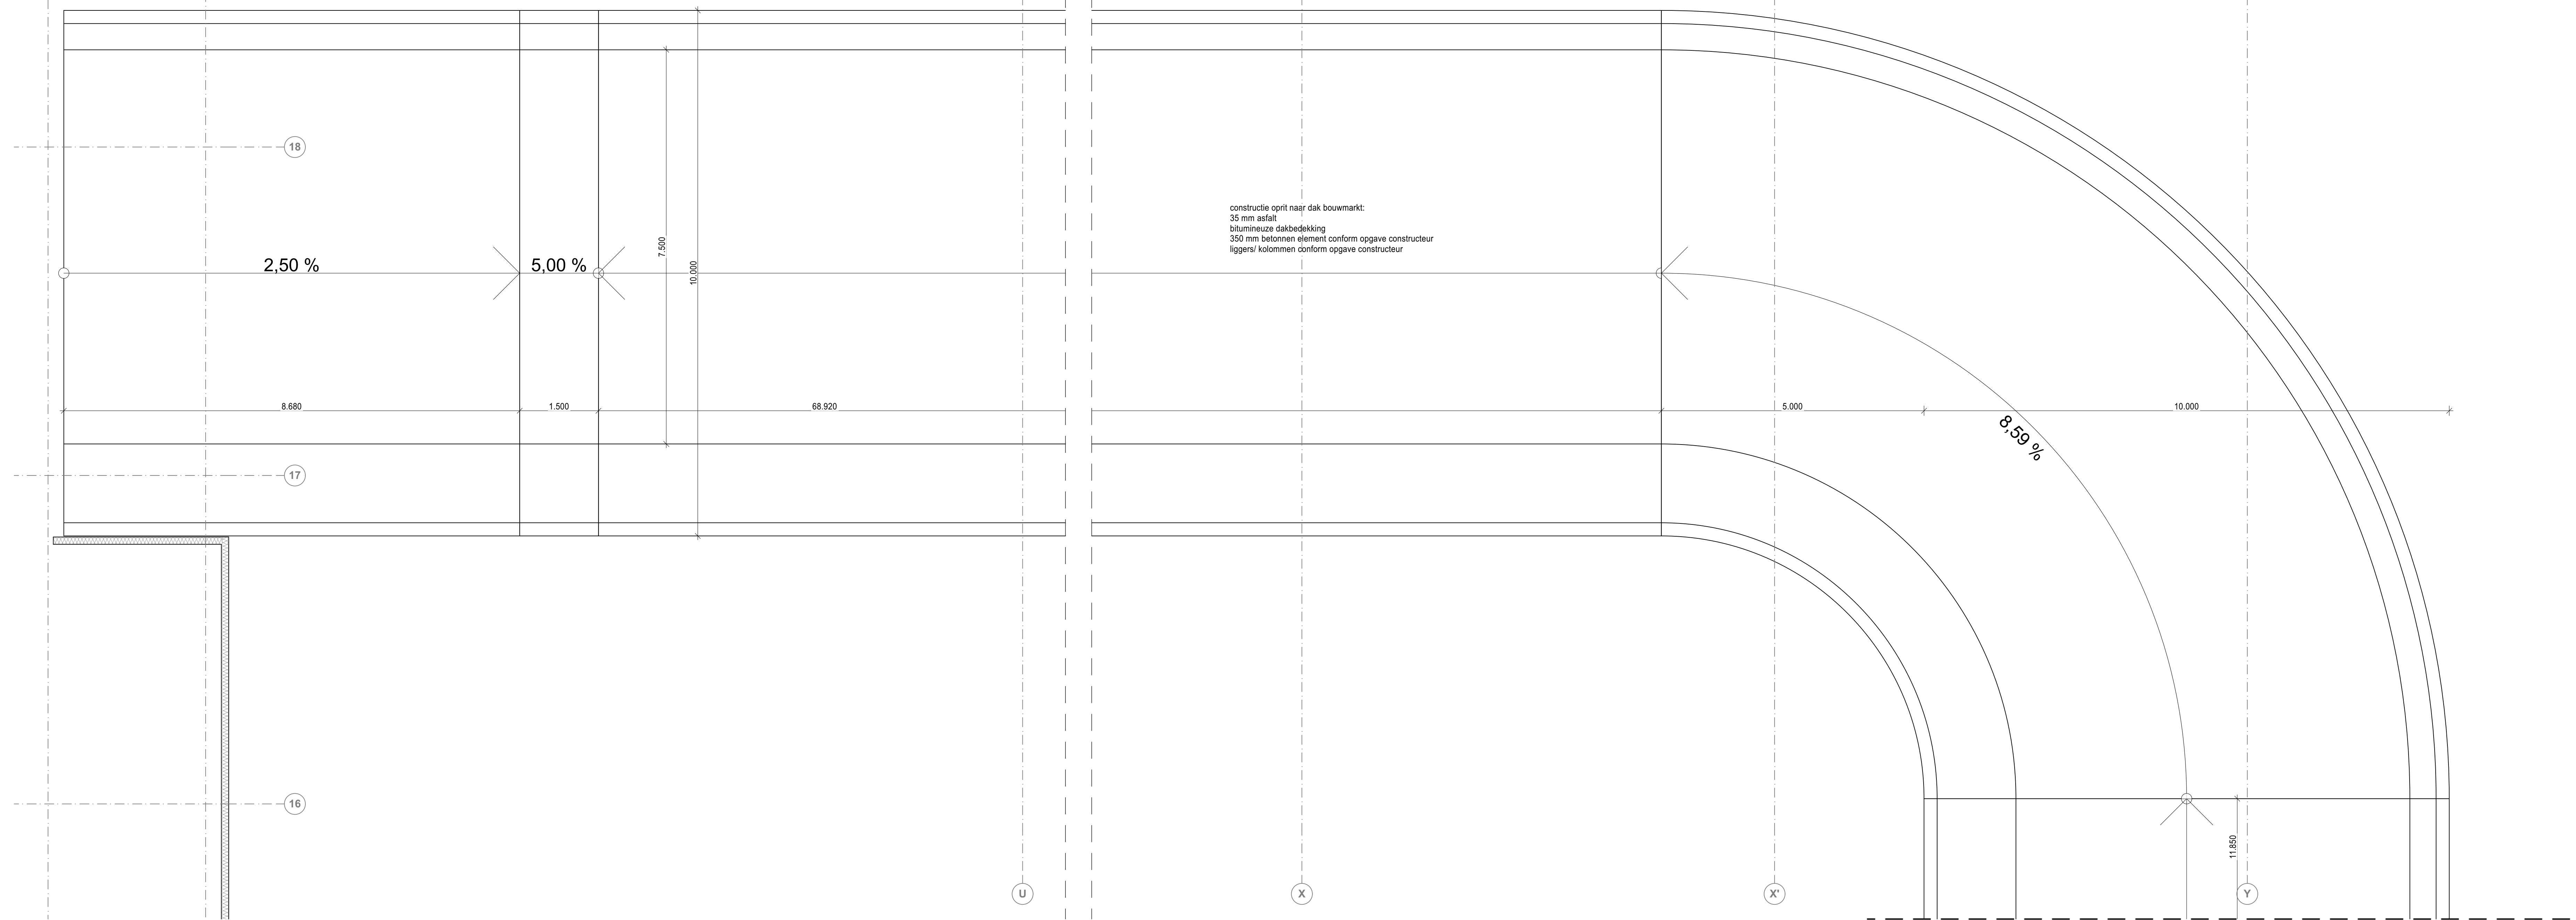 18
constructie oprit naar dak bouwmarkt:
35 mm asfalt
bitumineuze dakbedekking
350 mm betonnen element conform opgave constructeur
liggers/ kolommen conform opgave constructeur
2,50 %
5,00 %
7.500
10.000
8.680
1.500
68.920
5.000
10.000
8,59 %
17
16
11.850
U
X
X'
Y